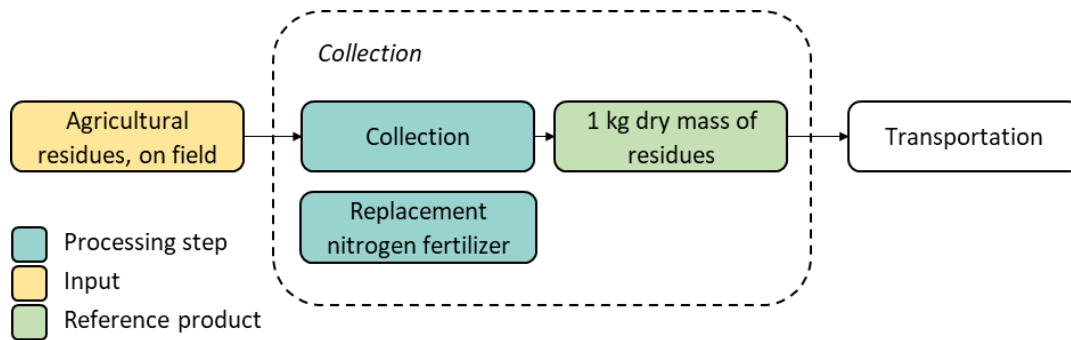 Collection
Agricultural
residues, on field
Collection
1 kg dry mass of
residues
Transportation
Replacement
nitrogen fertilizer
Processing step
Input
Reference product